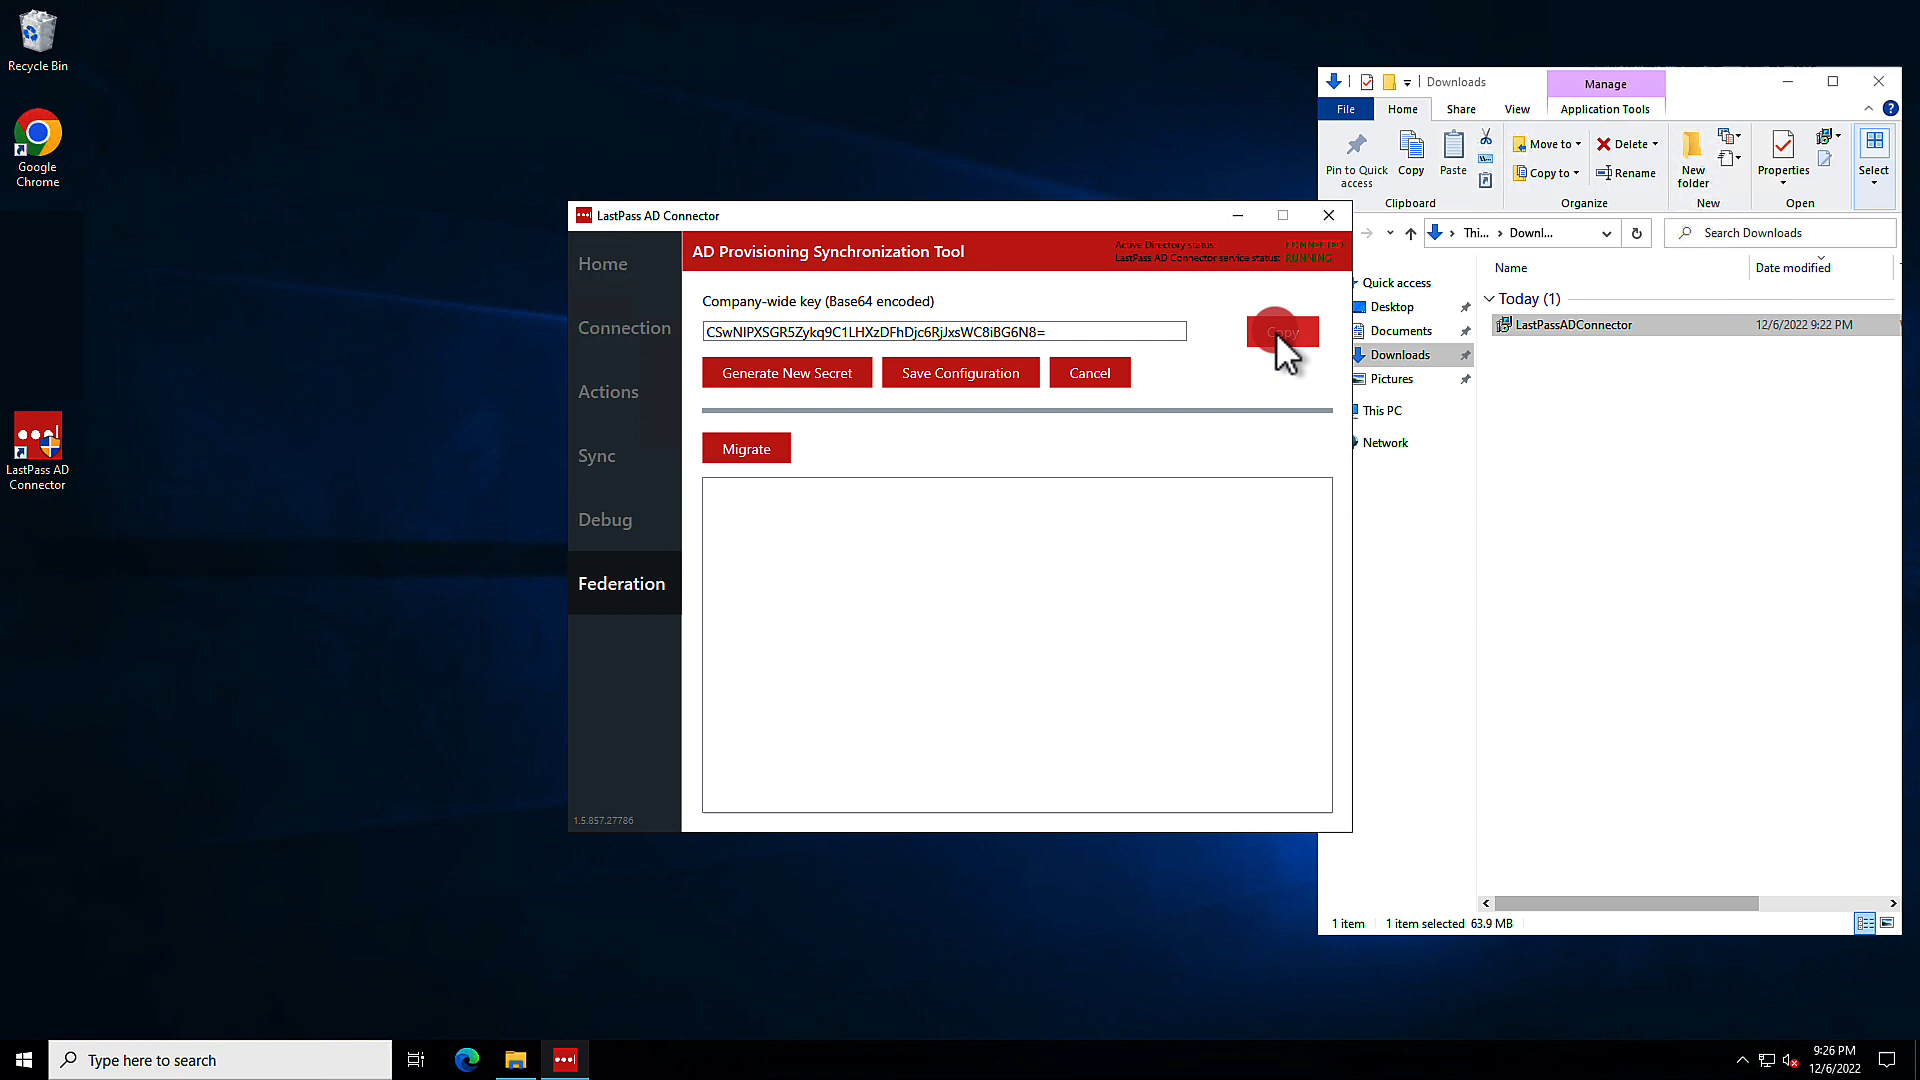 Recycle Bin
Google
Chrome
LastPass AD
Connector
LastPass AD Connector
Home
Connection
Actions
Sync
Debug
Federation
1.5.857.27786
AD Provisioning Synchronization Tool
Active Directory status: CONNECTED
LastPass AD Connector service status: RUNNING
Company-wide key (Base64 encoded)
CSwNIPXSGR5Zykq9C1LHXzDFhDjc6RjJxsWC8iBG6N8=
Copy
Generate New Secret
Save Configuration
Cancel
Migrate
Downloads
Manage
File
Home
Share
View
Application Tools
Pin to Quick
access
Copy
Paste
Clipboard
Move to
Copy to
Delete
Rename
Organize
New
folder
New
Properties
Open
Select
Thi...
Downl...
Search Downloads
Quick access
Desktop
Documents
Downloads
Pictures
This PC
Network
Name
Date modified
Today (1)
LastPassADConnector
12/6/2022 9:22 PM
1 item
1 item selected 63.9 MB
Type here to search
9:26 PM
12/6/2022